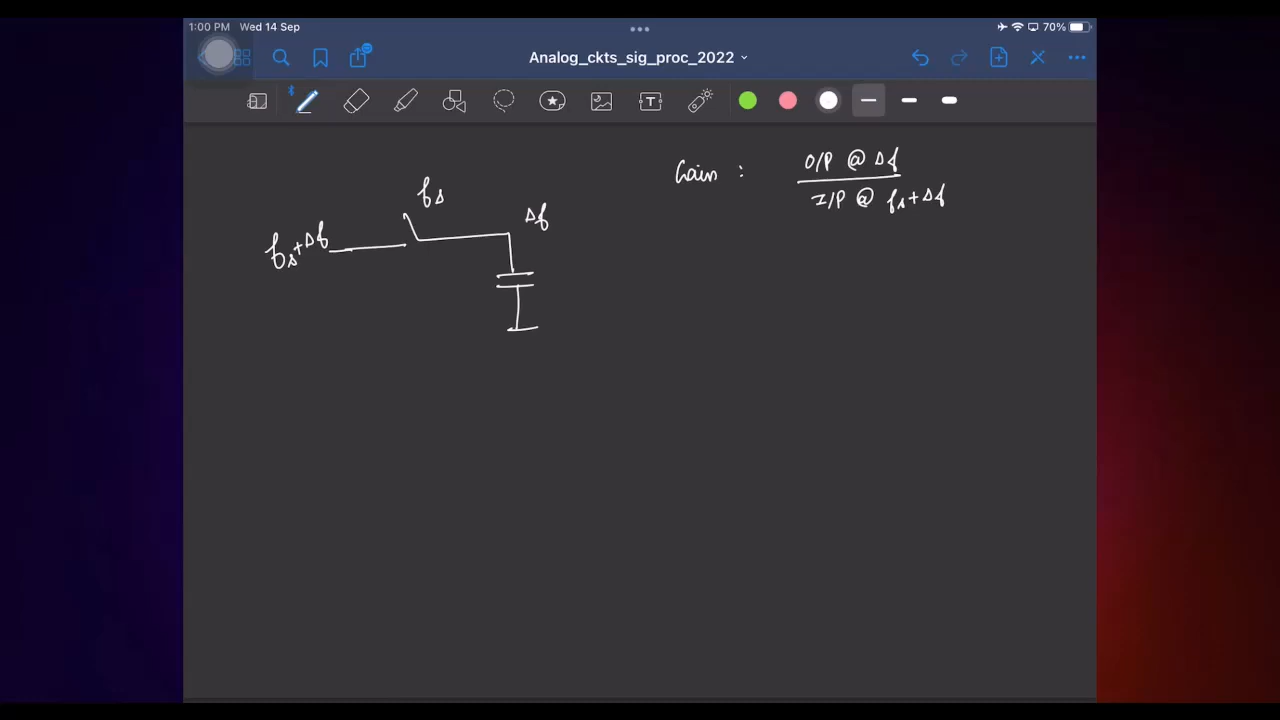 1:00 PM Wed 14 Sep
70%
Analog_ckts_sig_proc_2022
T
Gain : O/P @ Δf
I/P @ fs+Δf
fs
Δf
fs+Δf